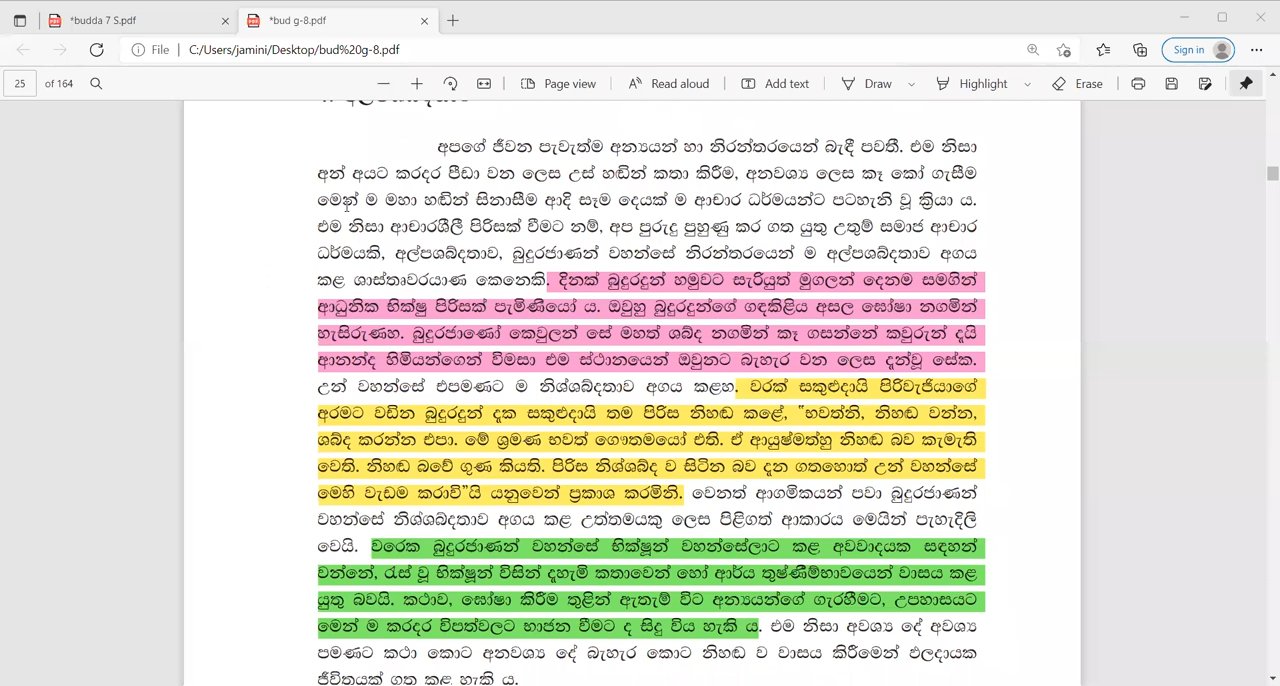 *budda 7 S.pdf
*bud g-8.pdf
File C:/Users/jamini/Desktop/bud%20g-8.pdf Sign in
25 of 164 Page view Read aloud Add text Draw Highlight Erase
අපගේ ජීවන පැවැත්ම අන්‍යයන් හා නිරන්තරයෙන් බැඳී පවතී. එම නිසා
අන් අයට කරදර පීඩා වන ලෙස උස් හඬින් කතා කිරීම, අනවශ්‍ය ලෙස කෑ කෝ ගැසීම
මෙන් ම මහා හඬින් සිනාසීම ආදි සෑම දෙයක් ම ආචාර ධර්මයන්ට පටහැනි වූ ක්‍රියා ය.
එම නිසා ආචාරශීලී පිරිසක් වීමට නම්, අප පුරුදු පුහුණු කර ගත යුතු උතුම් සමාජ ආචාර
ධර්මයකි, අල්පශබ්දතාව, බුදුරජාණන් වහන්සේ නිරන්තරයෙන් ම අල්පශබ්දතාව අගය
කළ ශාස්තෘවරයාණ කෙනෙකි. දිනක් බුදුරදුන් හමුවට සැරියුත් මුගලන් දෙනම සමගින්
ආධුනික භික්ෂු පිරිසක් පැමිණියෝ ය. ඔවුහු බුදුරදුන්ගේ ගඳකිළිය අසල ඝෝෂා නගමින්
හැසිරුණහ. බුදුරජාණෝ කෙවුලන් සේ මහත් ශබ්ද නගමින් කෑ ගසන්නේ කවුරුන් දැයි
ආනන්ද හිමියන්ගෙන් විමසා එම ස්ථානයෙන් ඔවුනට බැහැර වන ලෙස දැන්වූ සේක.
උන් වහන්සේ එපමණට ම නිශ්ශබ්දතාව අගය කළහ. වරක් සකුළුදායි පිරිවැජියාගේ
අරමට වඩින බුදුරදුන් දැක සකුළුදායි තම පිරිස නිහඬ කළේ, “භවත්නි, නිහඬ වන්න,
ශබ්ද කරන්න එපා. මේ ශ්‍රමණ භවත් ගෞතමයෝ එති. ඒ ආයුෂ්මත්හු නිහඬ බව කැමැති
වෙති. නිහඬ බවේ ගුණ කියති. පිරිස නිශ්ශබ්ද ව සිටින බව දැන ගතහොත් උන් වහන්සේ
මෙහි වැඩම කරාවි”යි යනුවෙන් ප්‍රකාශ කරමිනි. වෙනත් ආගමිකයන් පවා බුදුරජාණන්
වහන්සේ නිශ්ශබ්දතාව අගය කළ උත්තමයකු ලෙස පිළිගත් ආකාරය මෙයින් පැහැදිලි
වෙයි. වරෙක බුදුරජාණන් වහන්සේ භික්ෂූන් වහන්සේලාට කළ අවවාදයක සඳහන්
වන්නේ, රැස් වූ භික්ෂූන් විසින් දැහැමි කතාවෙන් හෝ ආර්ය තුෂ්ණීම්භාවයෙන් වාසය කළ
යුතු බවයි. කථාව, ඝෝෂා කිරීම තුළින් ඇතැම් විට අන්‍යයන්ගේ ගැරහීමට, උපහාසයට
මෙන් ම කරදර විපත්වලට භාජන වීමට ද සිදු විය හැකි ය. එම නිසා අවශ්‍ය දේ අවශ්‍ය
පමණට කථා කොට අනවශ්‍ය දේ බැහැර කොට නිහඬ ව වාසය කිරීමෙන් ඵලදායක
ජීවිතයක් ගත කළ හැකි ය.